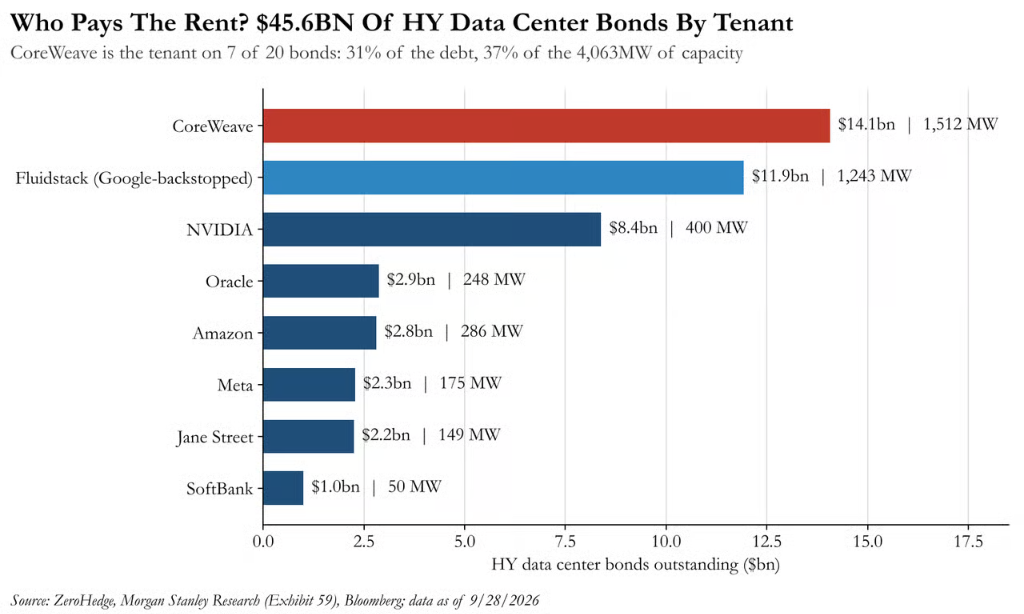 Who Pays The Rent? $45.6BN Of HY Data Center Bonds By Tenant
CoreWeave is the tenant on 7 of 20 bonds: 31% of the debt, 37% of the 4,063MW of capacity
CoreWeave
$14.1bn | 1,512 MW
Fluidstack (Google-backstopped)
$11.9bn | 1,243 MW
NVIDIA
$8.4bn | 400 MW
Oracle
$2.9bn | 248 MW
Amazon
$2.8bn | 286 MW
Meta
$2.3bn | 175 MW
Jane Street
$2.2bn | 149 MW
SoftBank
$1.0bn | 50 MW
0.0 2.5 5.0 7.5 10.0 12.5 15.0 17.5
HY data center bonds outstanding ($bn)
Source: ZeroHedge, Morgan Stanley Research (Exhibit 59), Bloomberg; data as of 9/28/2026